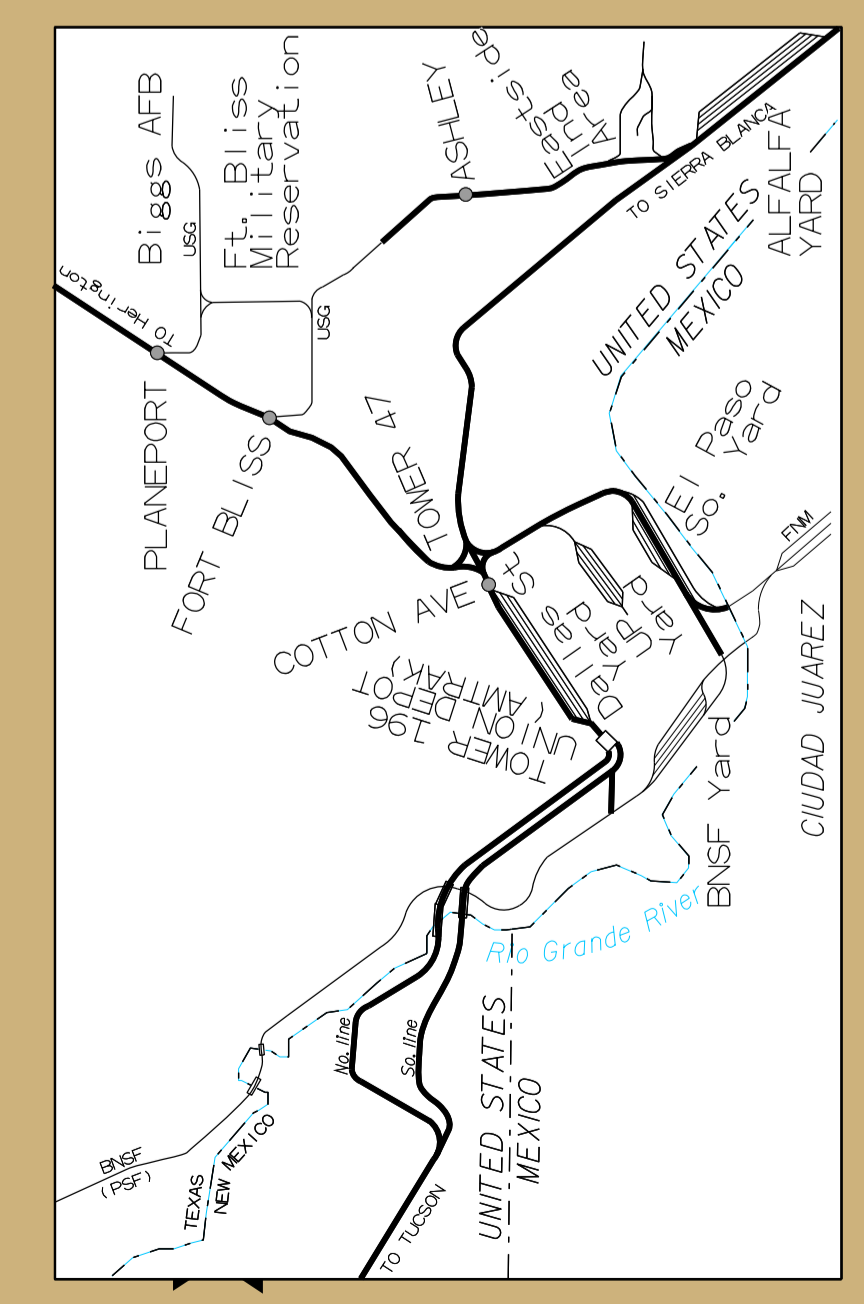 Biggs AFB
USG
Ft. Bliss
Military
Reservation
USG
To Herington
PLANEPORT
FORT BLISS
ASHLEY
Eastside
Ind
Area
TO SIERRA BLANCA
ALFALFA
YARD
UNITED STATES
MEXICO
TOWER 47
El Paso
So. Yard
FNM
COTTON AVE
Dallas St.
Yard
UP
Yard
TOWER 196
UNION DEPOT
(AMTRAK)
BNSF Yard
CIUDAD JUAREZ
Rio Grande River
No. line
So. line
UNITED STATES
MEXICO
BNSF
(PSF)
TEXAS
NEW MEXICO
TO TUCSON